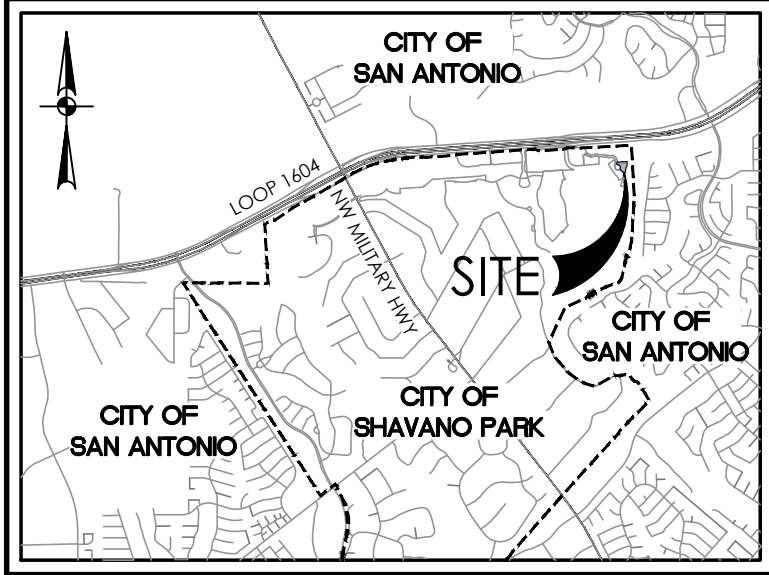 CITY OF
SAN ANTONIO
LOOP 1604
NW MILITARY HWY
SITE
CITY OF
SAN ANTONIO
CITY OF
SHAVANO PARK
CITY OF
SAN ANTONIO